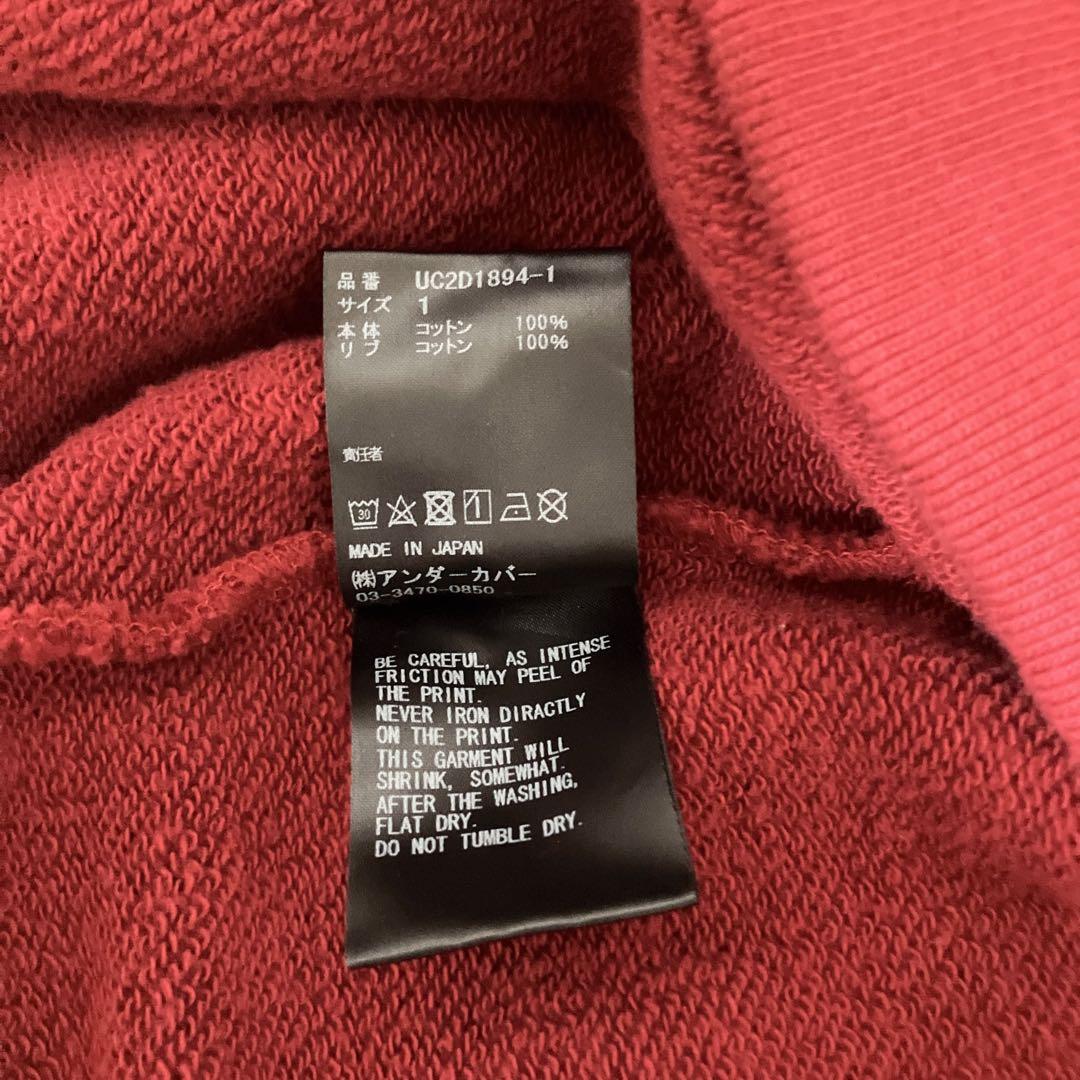 品番 UC2D1894-1
サイズ 1
本体 コットン 100%
リブ コットン 100%
責任者
30
MADE IN JAPAN
㈱アンダーカバー
03-3470-0850
BE CAREFUL, AS INTENSE
FRICTION MAY PEEL OF
THE PRINT.
NEVER IRON DIRACTLY
ON THE PRINT.
THIS GARMENT WILL
SHRINK, SOMEWHAT.
AFTER THE WASHING,
FLAT DRY.
DO NOT TUMBLE DRY.